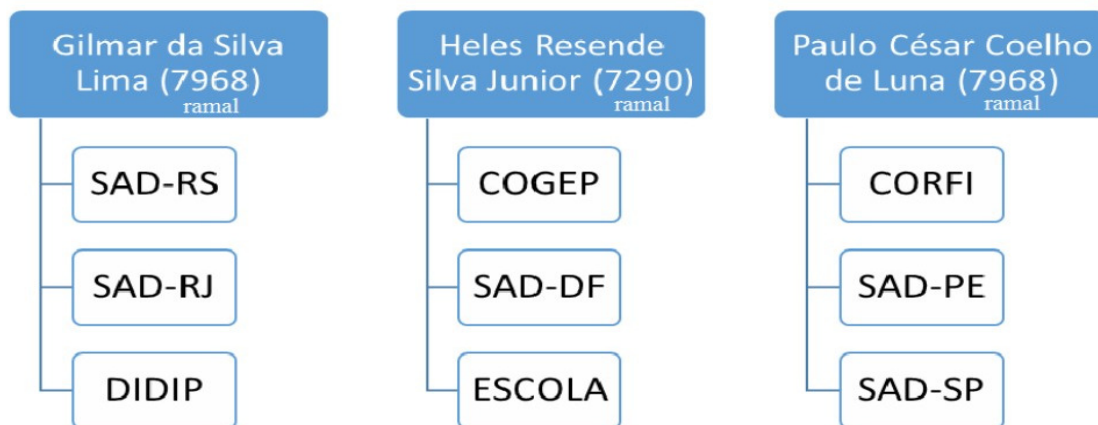 Gilmar da Silva
Lima (7968)
ramal
SAD-RS
SAD-RJ
DIDIP
Heles Resende
Silva Junior (7290)
ramal
COGEP
SAD-DF
ESCOLA
Paulo César Coelho
de Luna (7968)
ramal
CORFI
SAD-PE
SAD-SP